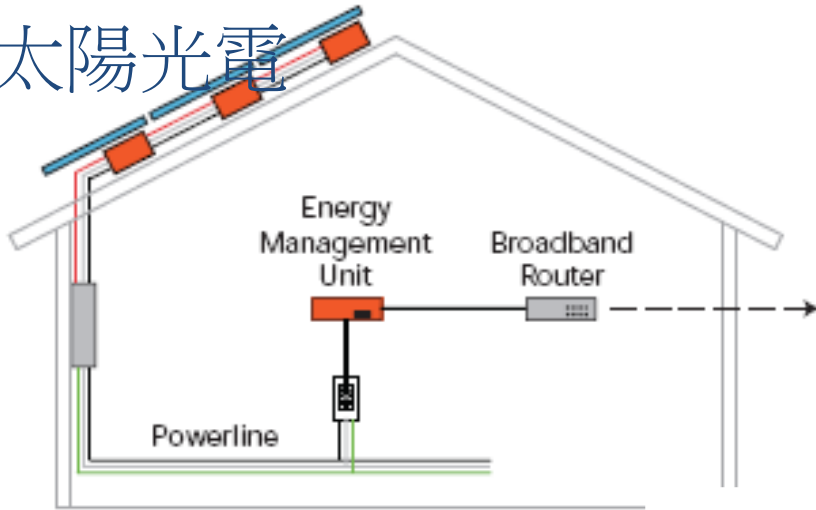 太陽光電
Energy
Management
Unit
Broadband
Router
Powerline